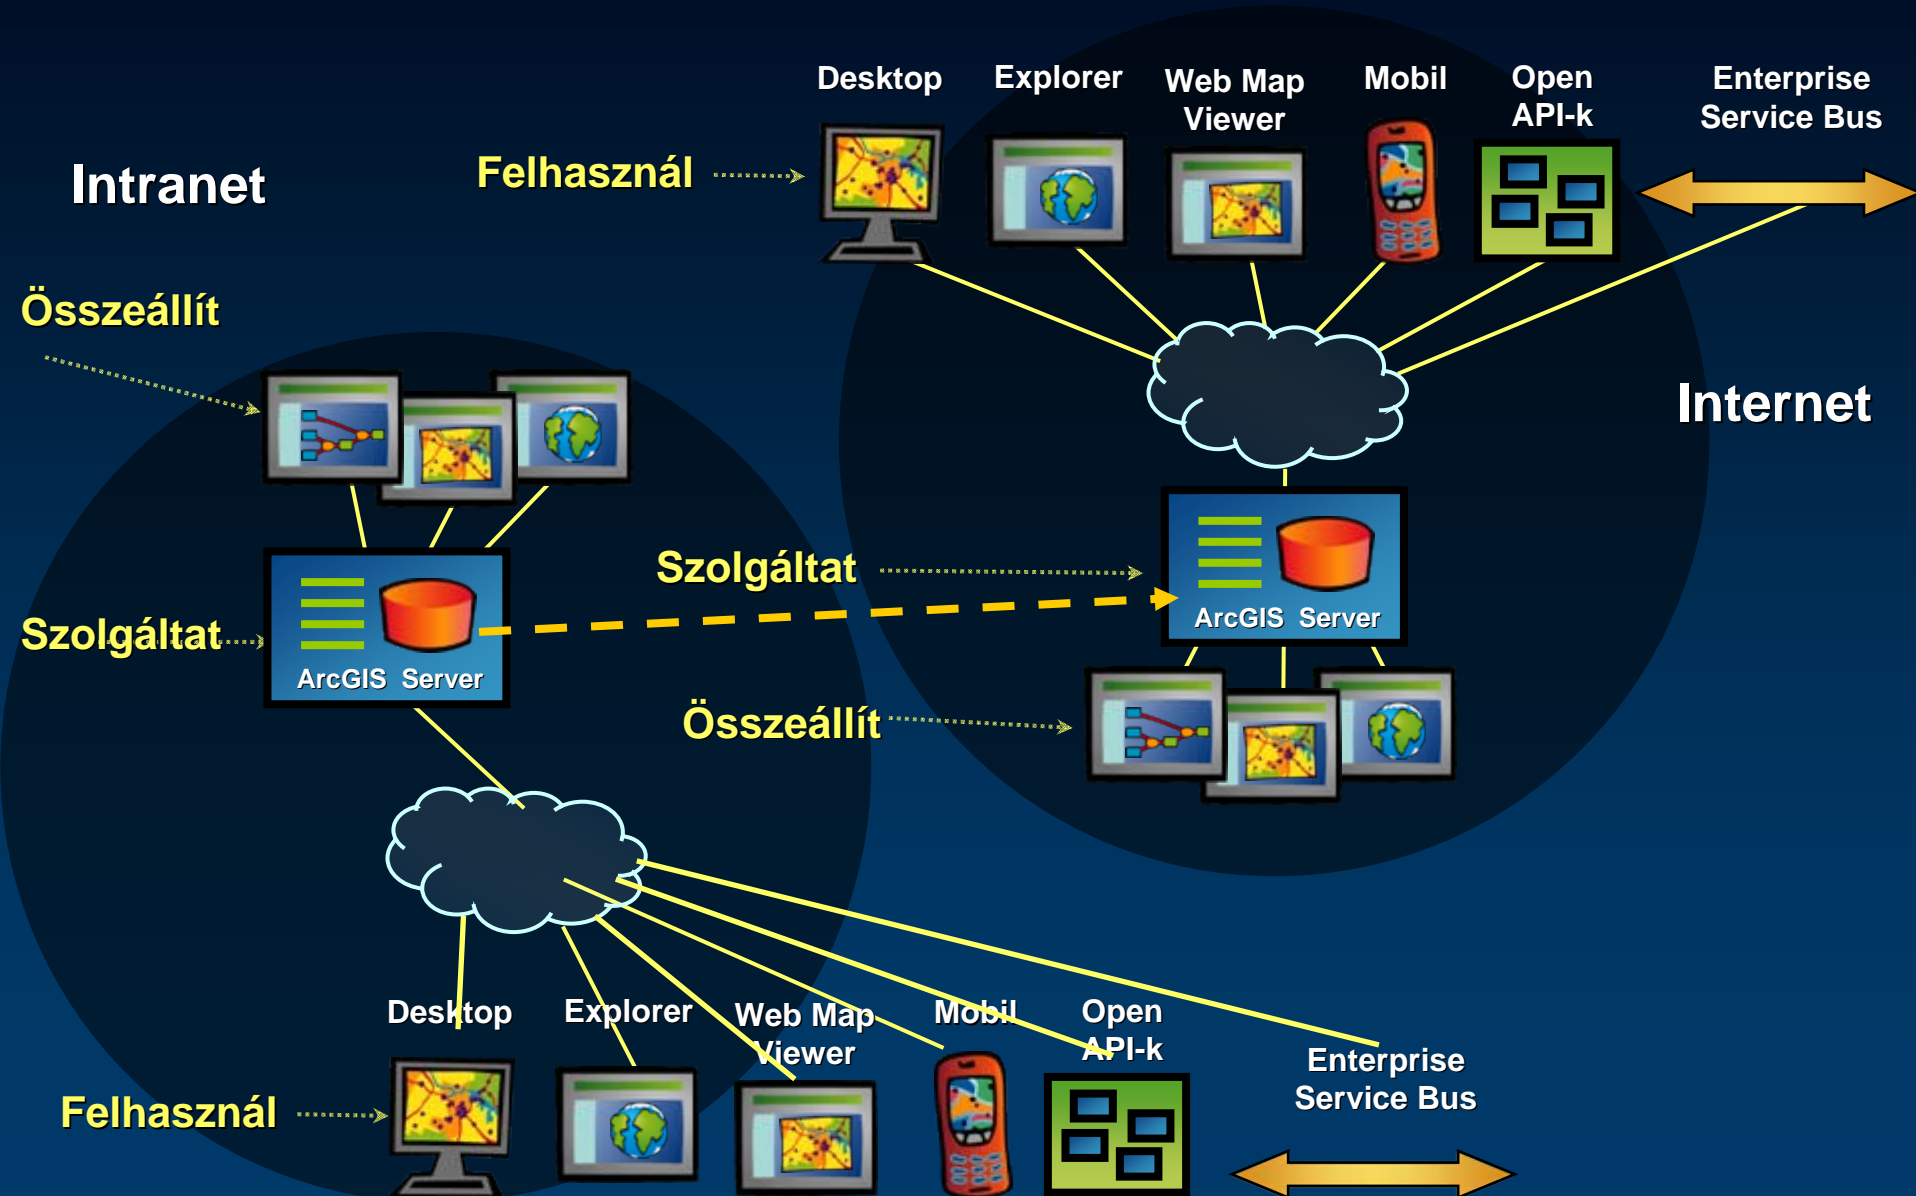 Desktop
Explorer
Web Map
Viewer
Mobil
Open
API-k
Enterprise
Service Bus
Intranet
Felhasznál
Összeállít
Internet
Szolgáltat
ArcGIS Server
Szolgáltat
ArcGIS Server
Összeállít
Desktop
Explorer
Web Map
Viewer
Mobil
Open
API-k
Enterprise
Service Bus
Felhasznál